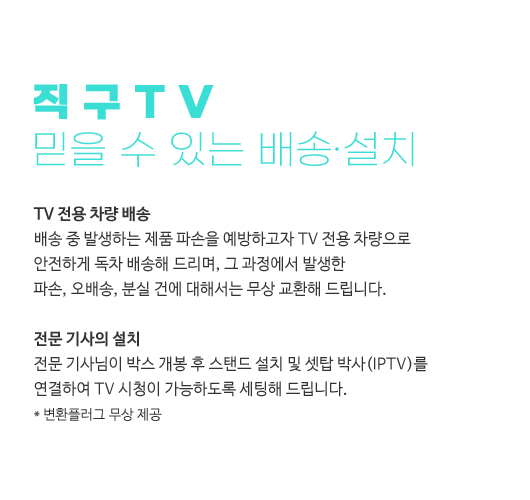 직구TV
믿을 수 있는 배송·설치
TV 전용 차량 배송
배송 중 발생하는 제품 파손을 예방하고자 TV 전용 차량으로
안전하게 독차 배송해 드리며, 그 과정에서 발생한
파손, 오배송, 분실 건에 대해서는 무상 교환해 드립니다.
전문 기사의 설치
전문 기사님이 박스 개봉 후 스탠드 설치 및 셋탑 박사(IPTV)를
연결하여 TV 시청이 가능하도록 세팅해 드립니다.
* 변환플러그 무상 제공